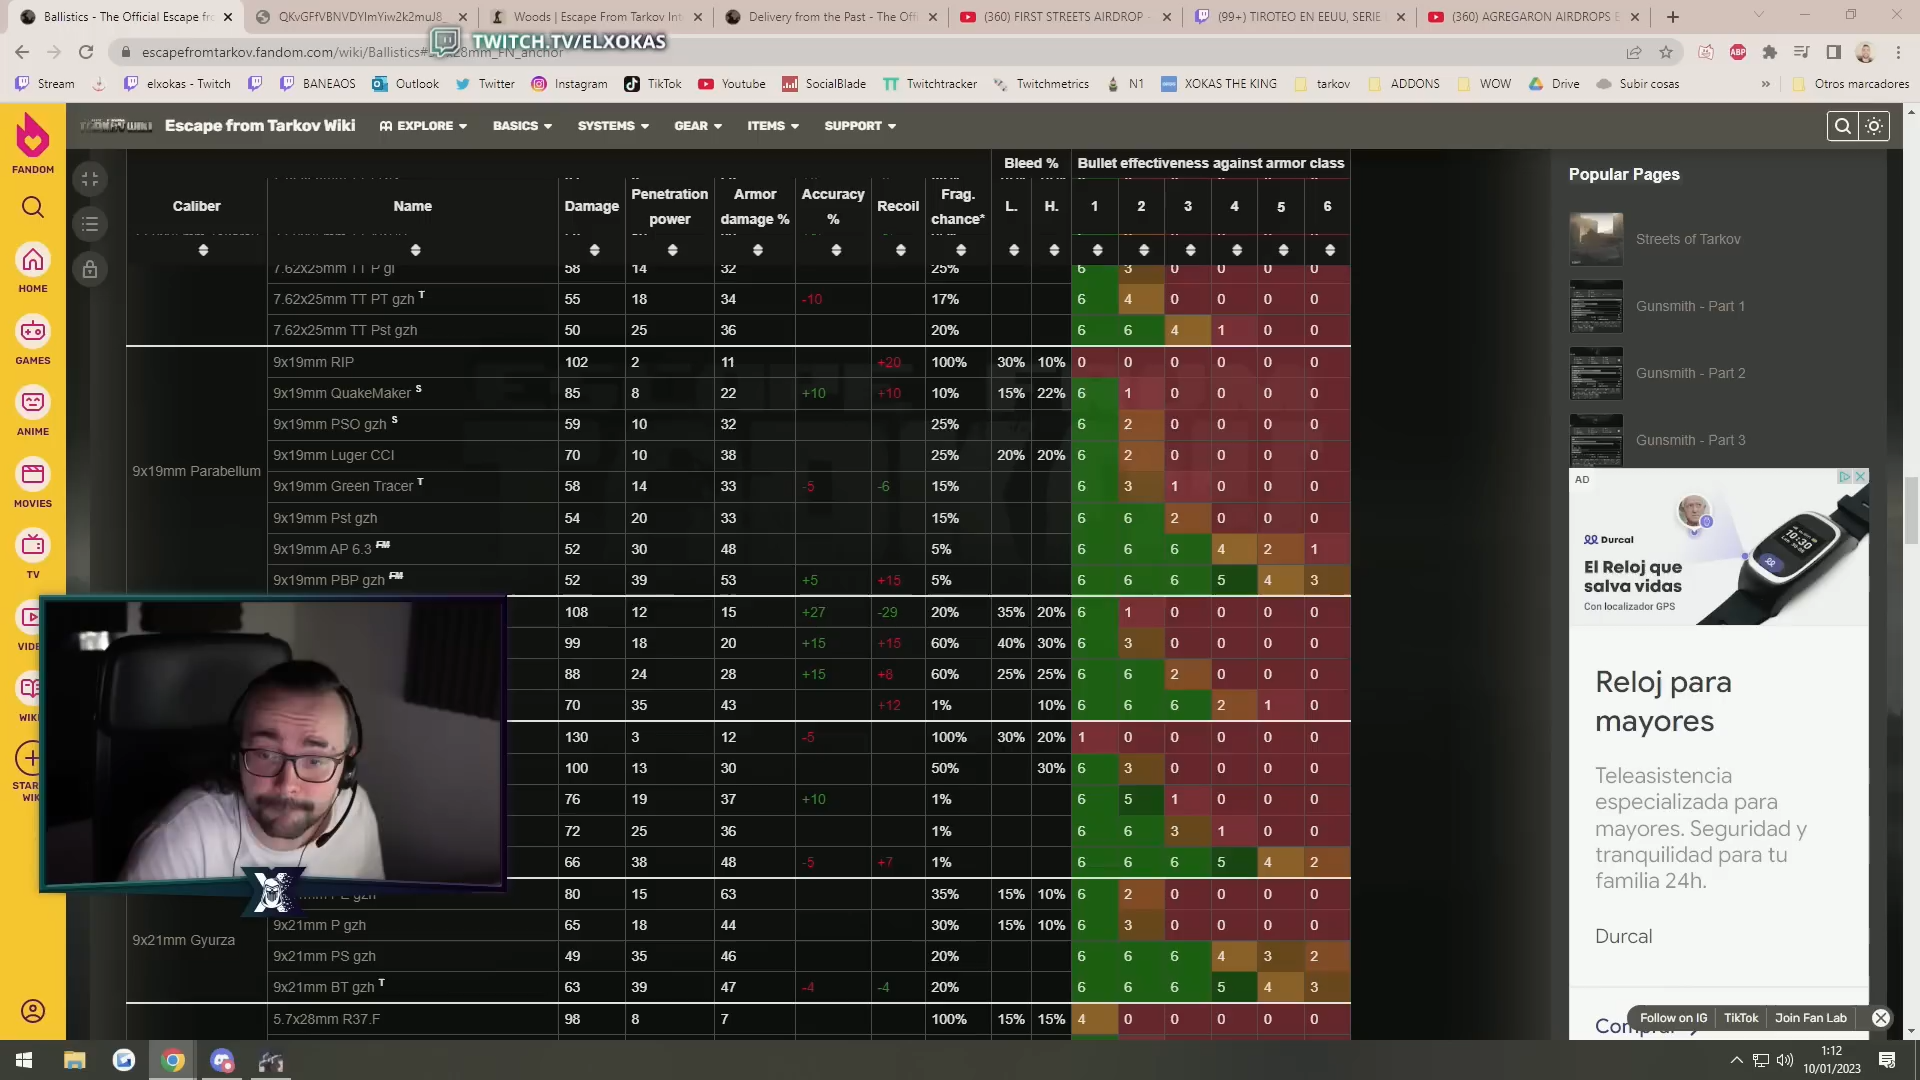 Ballistics - The Official Escape fro
QKvGFfVBNVDYlmYiw2k2muJ8_
Woods | Escape From Tarkov Int
Delivery from the Past - The Offi
(360) FIRST STREETS AIRDROP -
(99+) TIROTEO EN EEUU, SERIE
(360) AGREGARON AIRDROPS E
TWITCH.TV/ELXOKAS
Stream elxokas - Twitch BANEAOS Outlook Twitter Instagram TikTok Youtube SocialBlade Twitchtracker Twitchmetrics N1 XOKAS THE KING tarkov ADDONS WOW Drive Subir cosas » Otros marcadores
FANDOM
HOME
GAMES
ANIME
MOVIES
TV
Escape from Tarkov Wiki EXPLORE BASICS SYSTEMS GEAR ITEMS SUPPORT
Bleed % Bullet effectiveness against armor class
Caliber Name Damage Penetration power Armor damage % Accuracy % Recoil Frag. chance* L. H. 1 2 3 4 5 6
58 14 32 25% 6 3 0 0 0 0
7.62x25mm TT PT gzh T 55 18 34 -10 17% 6 4 0 0 0 0
7.62x25mm TT Pst gzh 50 25 36 20% 6 6 4 1 0 0
9x19mm Parabellum
9x19mm RIP 102 2 11 +20 100% 30% 10% 0 0 0 0 0 0
9x19mm QuakeMaker S 85 8 22 +10 +10 10% 15% 22% 6 1 0 0 0 0
9x19mm PSO gzh S 59 10 32 25% 6 2 0 0 0 0
9x19mm Luger CCI 70 10 38 25% 20% 20% 6 2 0 0 0 0
9x19mm Green Tracer T 58 14 33 -5 -6 15% 6 3 1 0 0 0
9x19mm Pst gzh 54 20 33 15% 6 6 2 0 0 0
9x19mm AP 6.3 FM 52 30 48 5% 6 6 6 4 2 1
9x19mm PBP gzh FM 52 39 53 +5 +15 5% 6 6 6 5 4 3
108 12 15 +27 -29 20% 35% 20% 6 1 0 0 0 0
99 18 20 +15 +15 60% 40% 30% 6 3 0 0 0 0
88 24 28 +15 +8 60% 25% 25% 6 6 2 0 0 0
70 35 43 +12 1% 10% 6 6 6 2 1 0
130 3 12 -5 100% 30% 20% 1 0 0 0 0 0
100 13 30 50% 30% 6 3 0 0 0 0
76 19 37 +10 1% 6 5 1 0 0 0
72 25 36 1% 6 6 3 1 0 0
66 38 48 -5 +7 1% 6 6 6 5 4 2
80 15 63 35% 15% 10% 6 2 0 0 0 0
9x21mm Gyurza
9x21mm P gzh 65 18 44 30% 15% 10% 6 3 0 0 0 0
9x21mm PS gzh 49 35 46 20% 6 6 6 4 3 2
9x21mm BT gzh T 63 39 47 -4 -4 20% 6 6 6 5 4 3
5.7x28mm R37.F 98 8 7 100% 15% 15% 4 0 0 0 0 0
Popular Pages
Streets of Tarkov
Gunsmith - Part 1
Gunsmith - Part 2
Gunsmith - Part 3
AD
Durcal
El Reloj que
salva vidas
Con localizador GPS
10:30
Reloj para
mayores
Teleasistencia
especializada para
mayores. Seguridad y
tranquilidad para tu
familia 24h.
Durcal
Follow on IG TikTok Join Fan Lab
1:12
10/01/2023